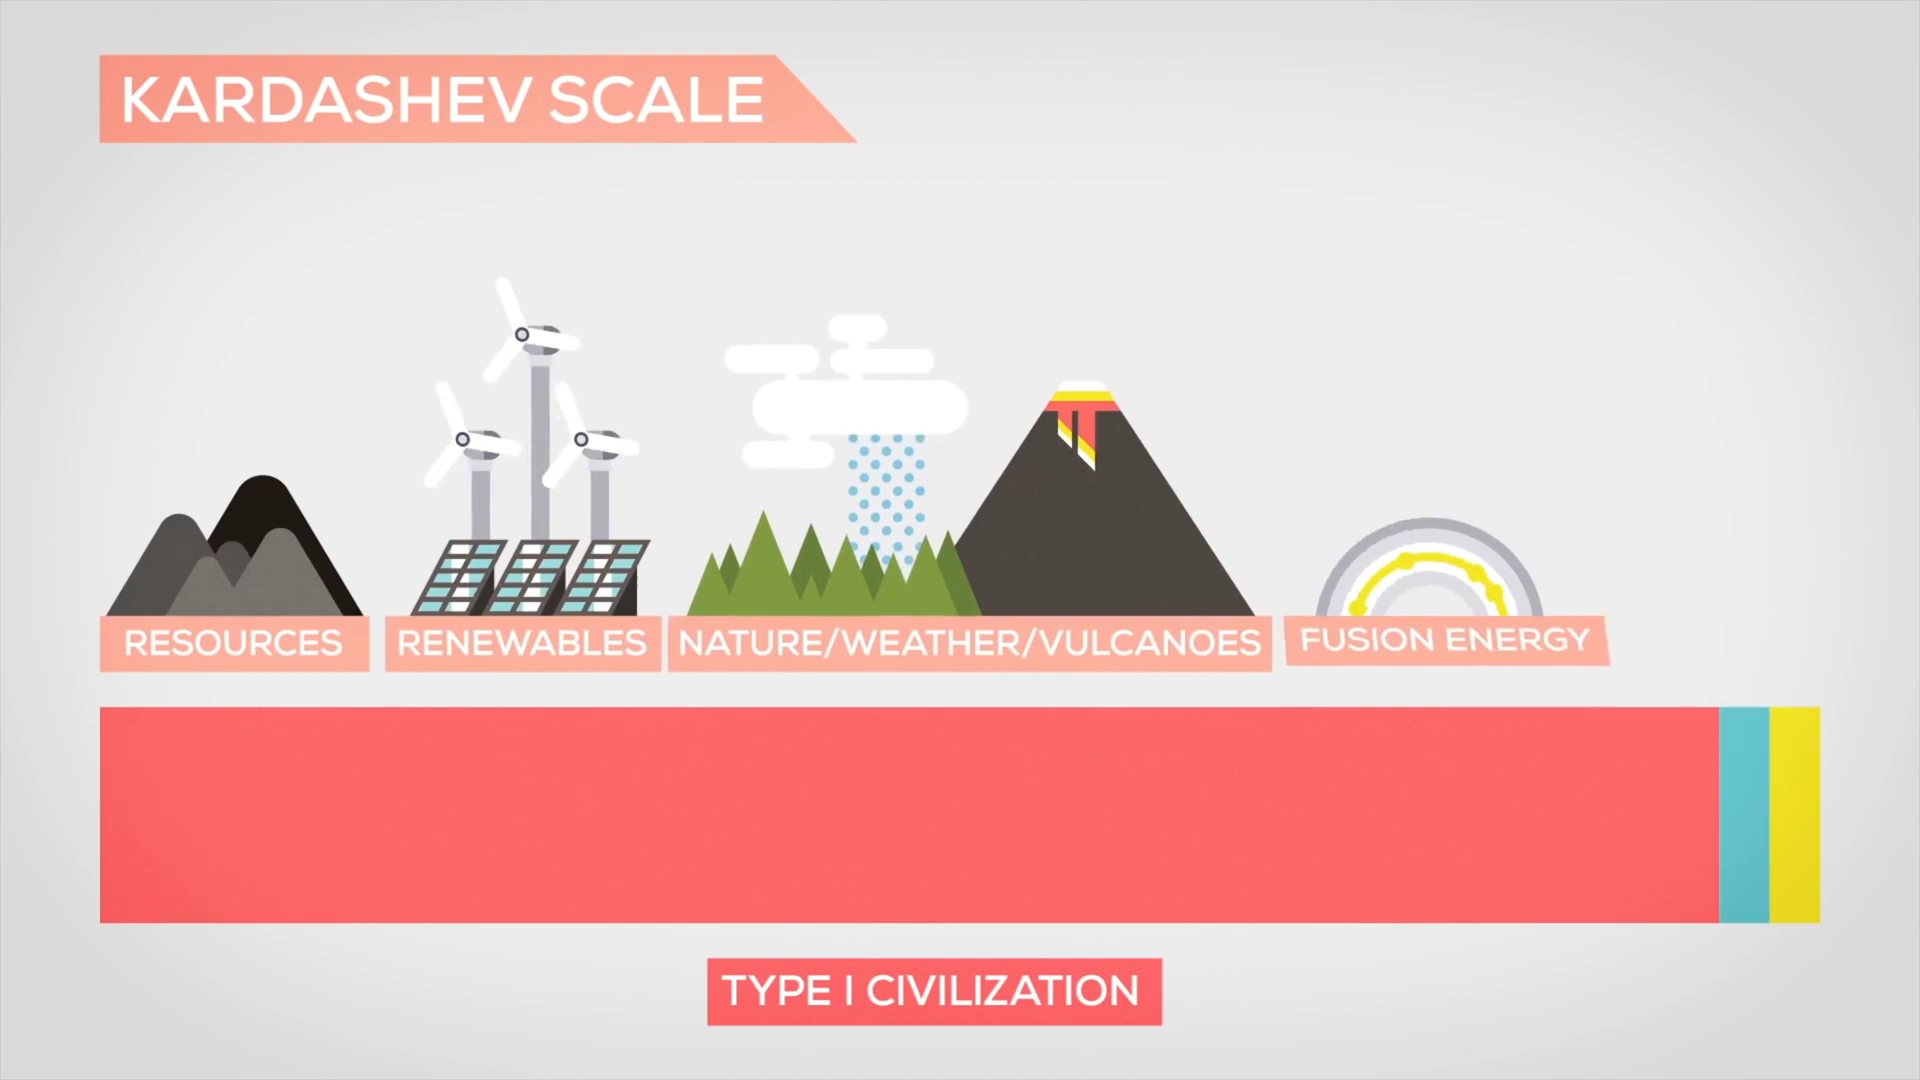 KARDASHEV SCALE
RESOURCES
RENEWABLES
NATURE/WEATHER/VULCANOES
FUSION ENERGY
TYPE I CIVILIZATION